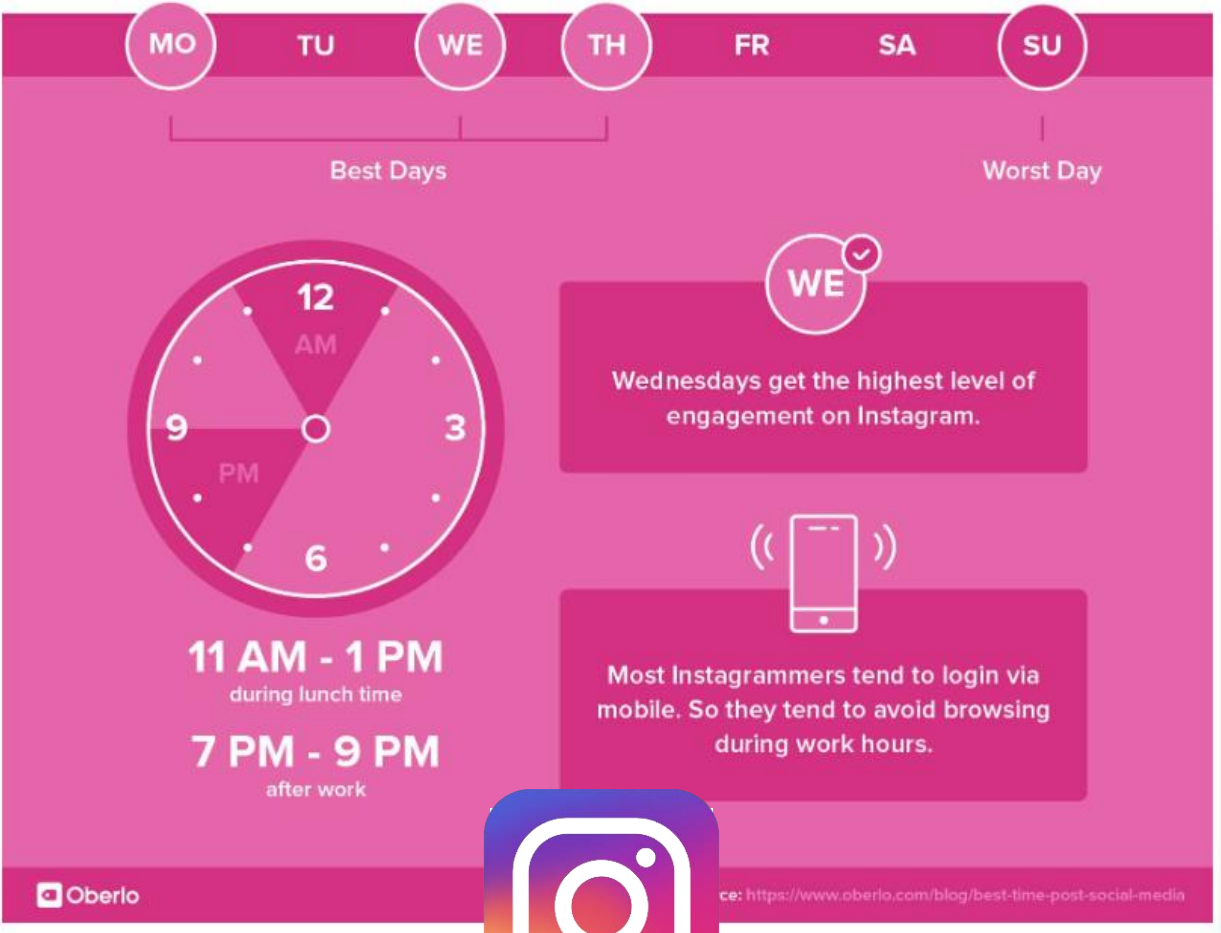 MO TU WE TH FR SA SU
Best Days
Worst Day
12
AM
9
3
PM
6
11 AM - 1 PM
during lunch time
7 PM - 9 PM
after work
WE
Wednesdays get the highest level of
engagement on Instagram.
Most Instagrammers tend to login via
mobile. So they tend to avoid browsing
during work hours.
Oberlo
ce: https://www.oberlo.com/blog/best-time-post-social-media